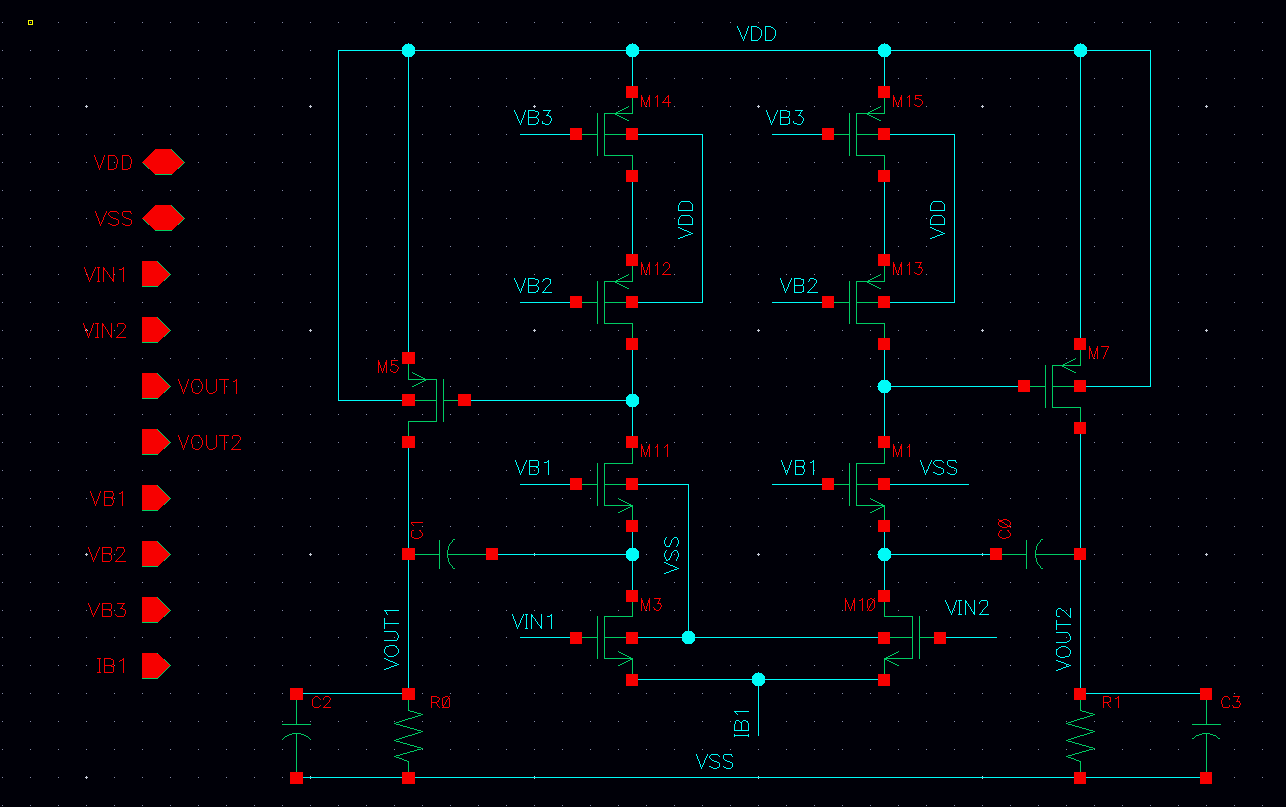 VDD
M14
M15
VB3
VB3
VDD
VSS
VDD
VDD
VIN1
M12
M13
VB2
VB2
VIN2
M5
M7
VOUT1
VOUT2
M11
M1
VB1
VB1
VSS
VB1
C1
C0
VB2
VSS
M3
M10
VB3
VIN1
VIN2
VOUT1
VOUT2
IB1
C2
R0
R1
C3
IB1
VSS